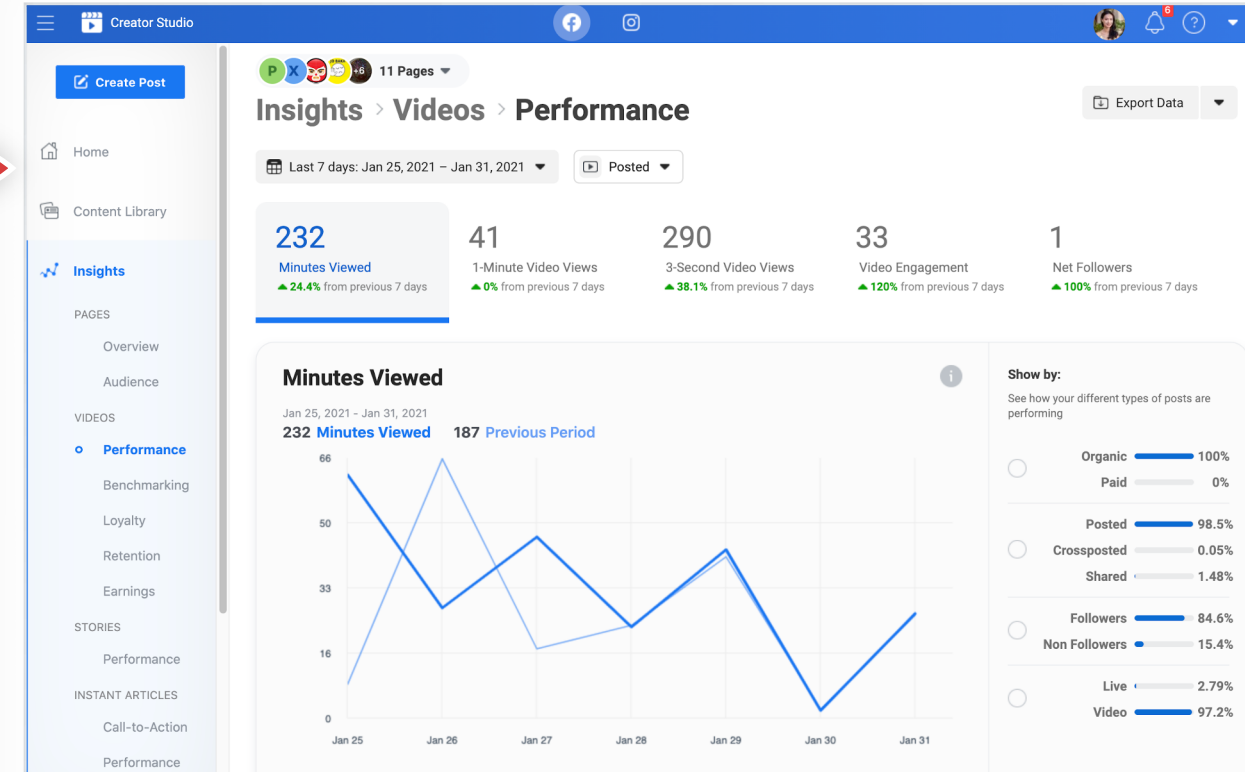 Creator Studio
6
?
Create Post
Home
Content Library
Insights
PAGES
Overview
Audience
VIDEOS
Performance
Benchmarking
Loyalty
Retention
Earnings
STORIES
Performance
INSTANT ARTICLES
Call-to-Action
Performance
P X +6 11 Pages
Insights > Videos > Performance
Export Data
Last 7 days: Jan 25, 2021 – Jan 31, 2021
Posted
232
Minutes Viewed
24.4% from previous 7 days
41
1-Minute Video Views
0% from previous 7 days
290
3-Second Video Views
38.1% from previous 7 days
33
Video Engagement
120% from previous 7 days
1
Net Followers
100% from previous 7 days
Minutes Viewed
i
Jan 25, 2021 - Jan 31, 2021
232 Minutes Viewed 187 Previous Period
66
50
33
16
0
Jan 25 Jan 26 Jan 27 Jan 28 Jan 29 Jan 30 Jan 31
Show by:
See how your different types of posts are
performing
Organic 100%
Paid 0%
Posted 98.5%
Crossposted 0.05%
Shared 1.48%
Followers 84.6%
Non Followers 15.4%
Live 2.79%
Video 97.2%